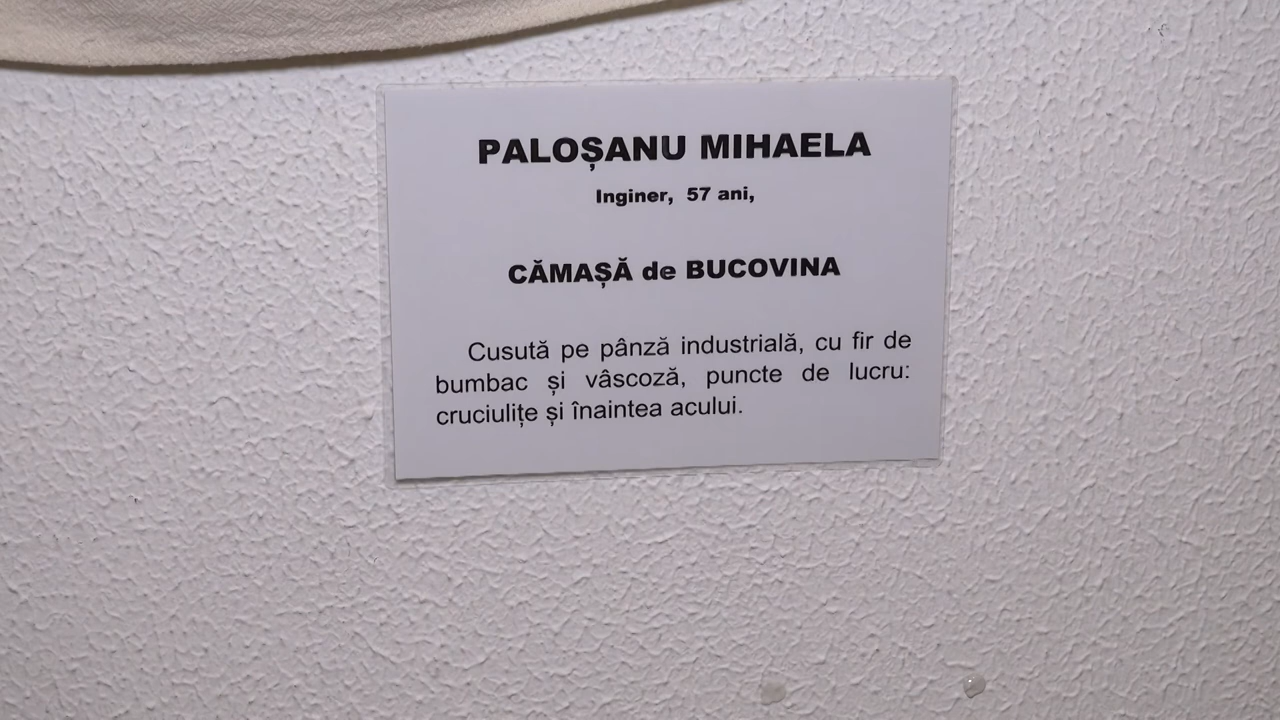 PALOȘANU MIHAELA
Inginer, 57 ani,
CĂMAȘĂ de BUCOVINA
Cusută pe pânză industrială, cu fir de
bumbac și vâscoză, puncte de lucru:
cruciulițe și înaintea acului.